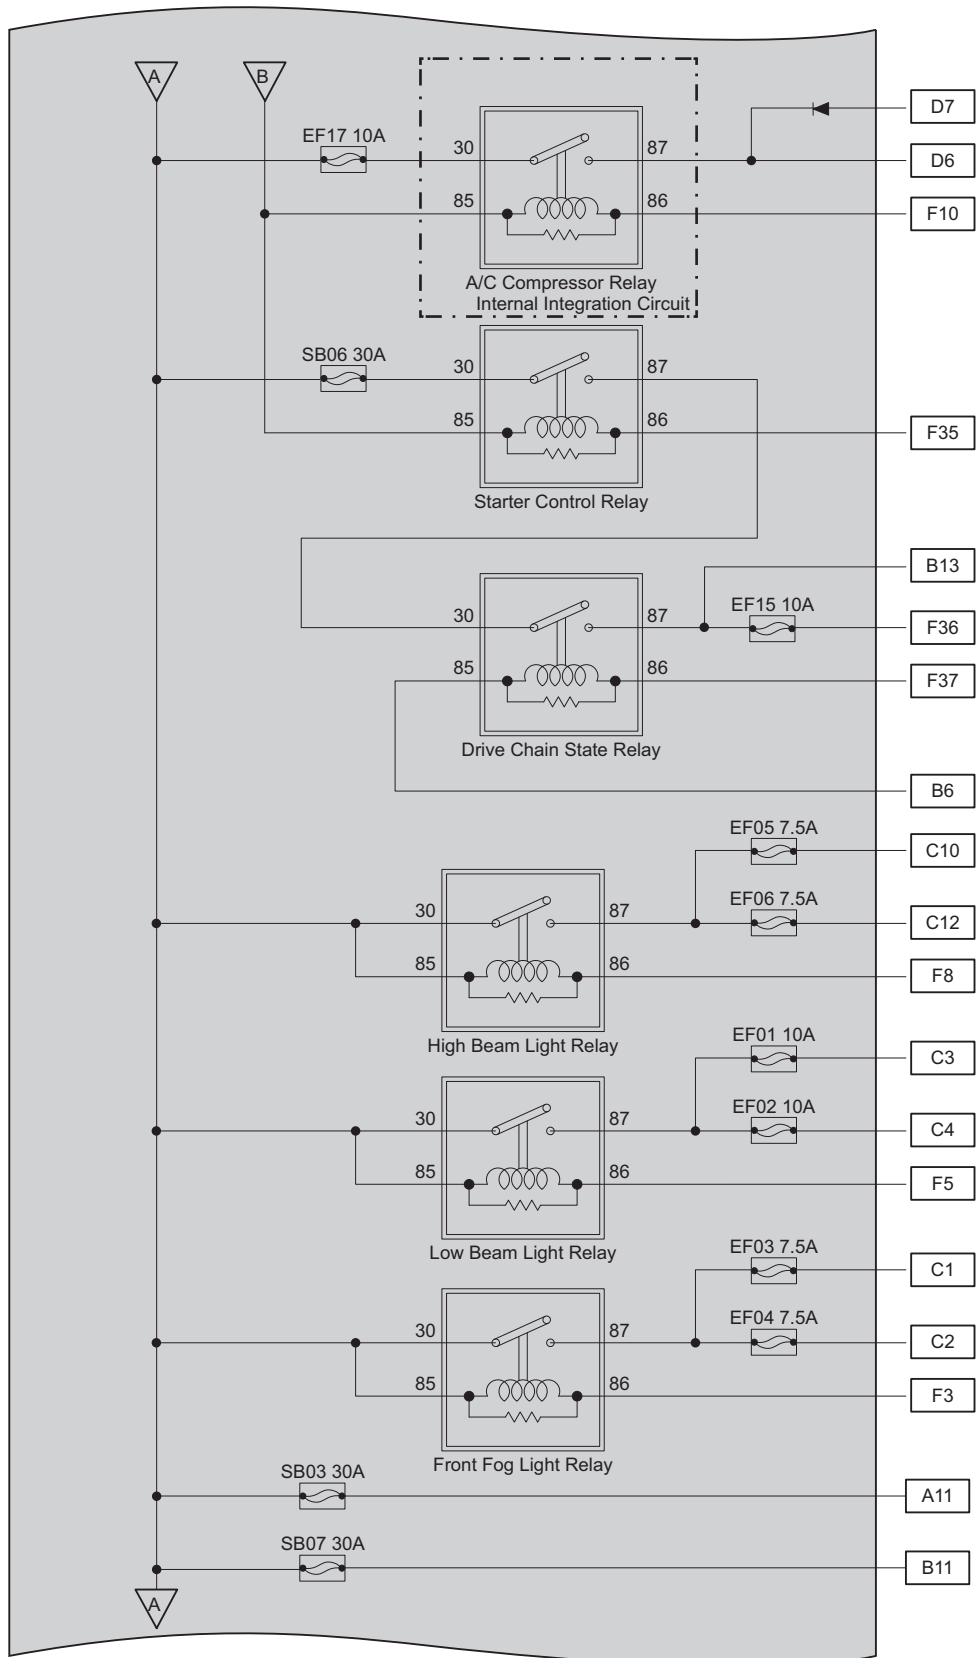 A
B
D7
EF17 10A
30
87
D6
85
86
F10
A/C Compressor Relay
Internal Integration Circuit
SB06 30A
30
87
85
86
F35
Starter Control Relay
B13
EF15 10A
30
87
F36
85
86
F37
Drive Chain State Relay
B6
EF05 7.5A
C10
EF06 7.5A
30
87
C12
85
86
F8
High Beam Light Relay
EF01 10A
C3
EF02 10A
30
87
C4
85
86
F5
Low Beam Light Relay
EF03 7.5A
C1
EF04 7.5A
30
87
C2
85
86
F3
Front Fog Light Relay
SB03 30A
A11
SB07 30A
B11
A